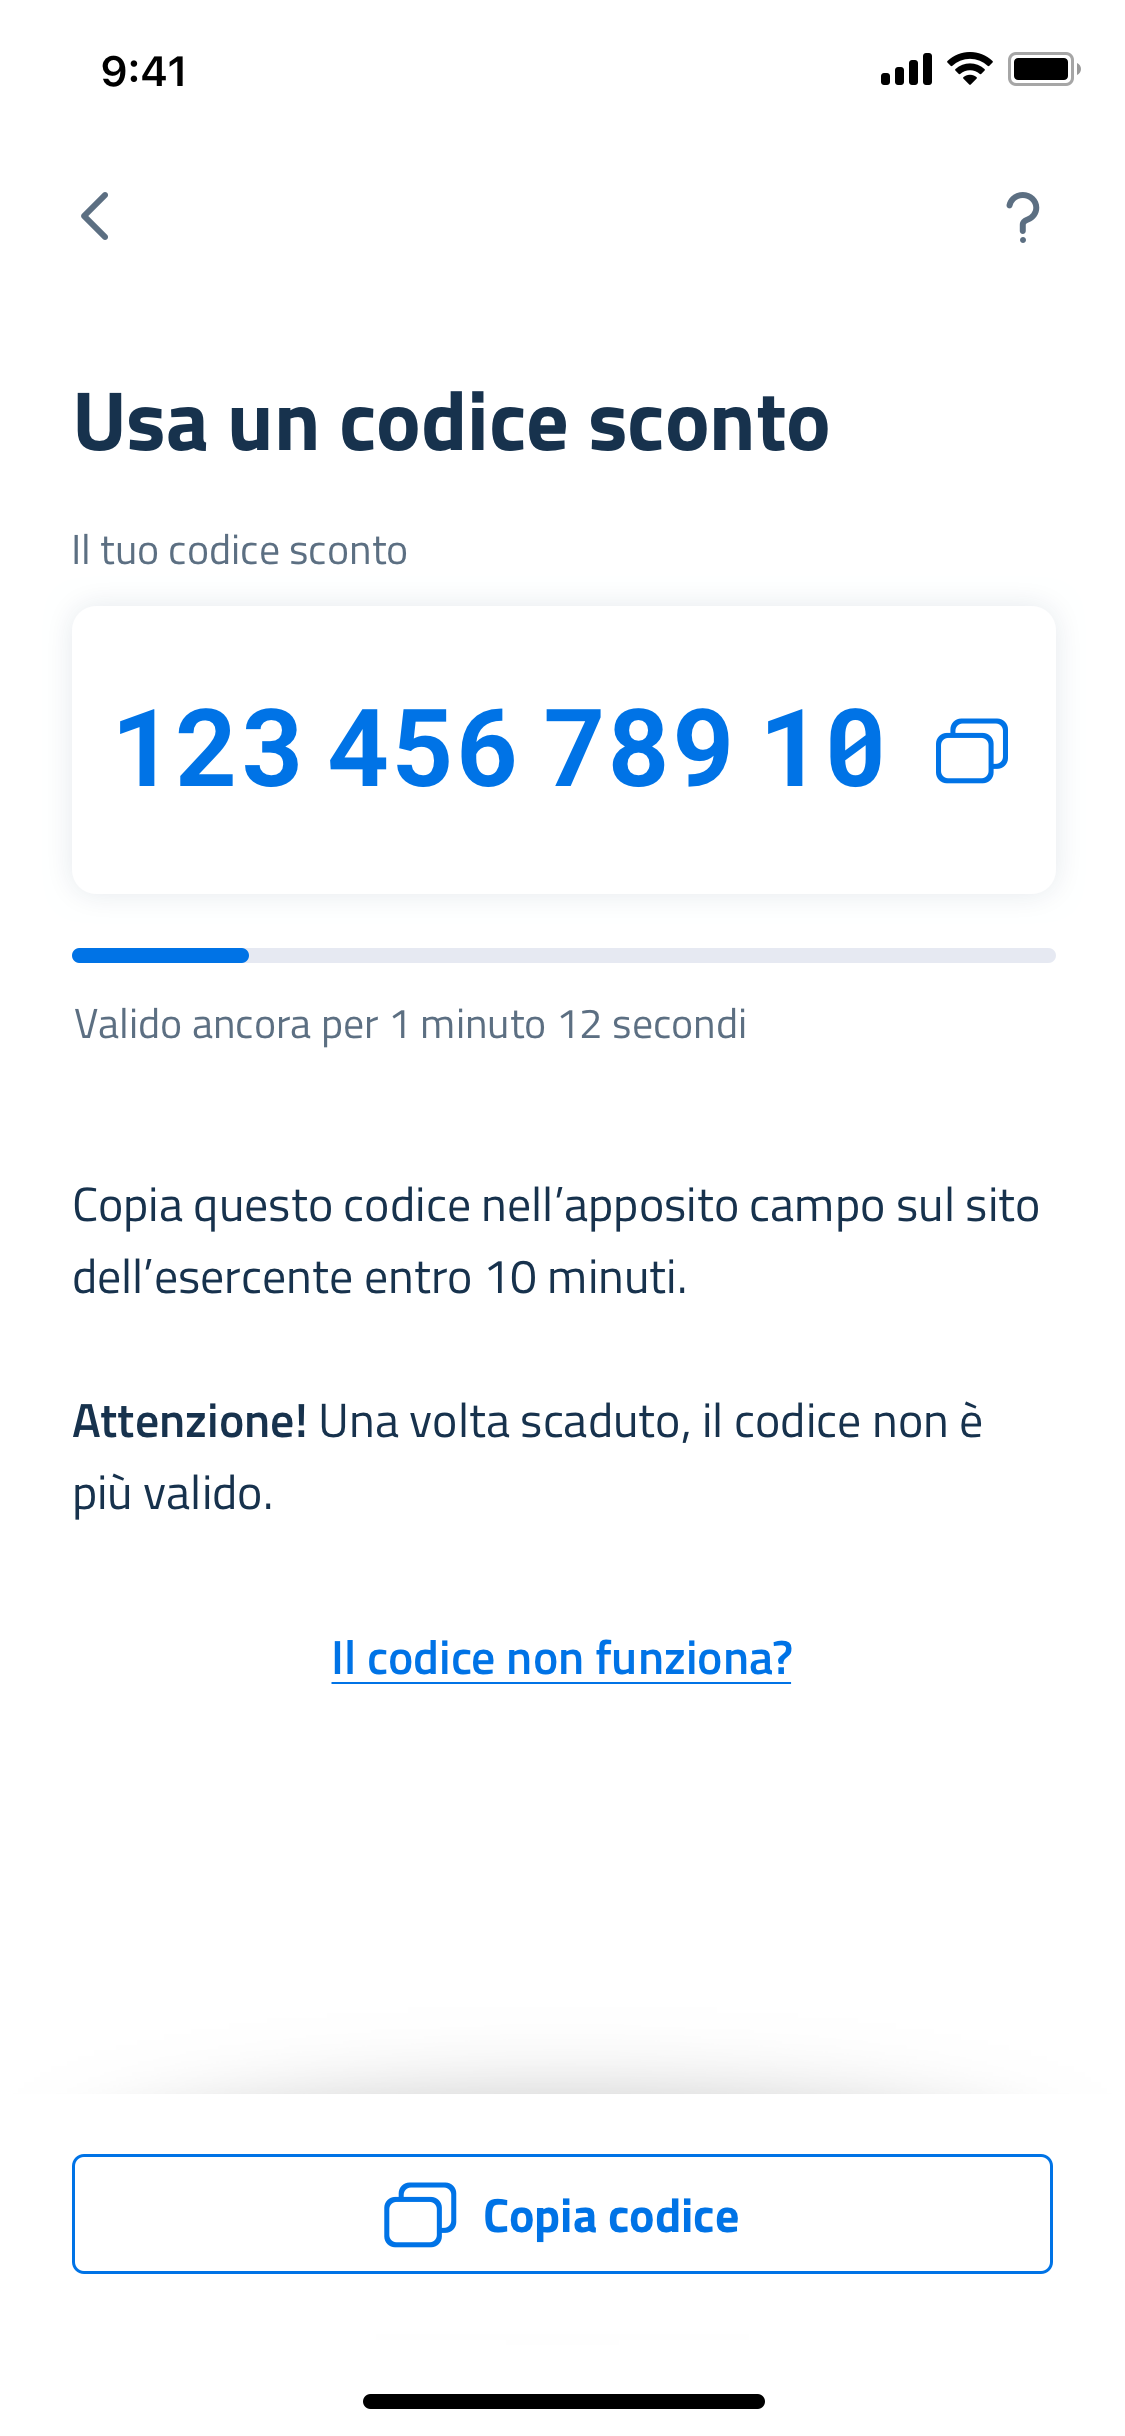 9:41
Usa un codice sconto
Il tuo codice sconto
123 456 789 10
Valido ancora per 1 minuto 12 secondi
Copia questo codice nell’apposito campo sul sito
dell’esercente entro 10 minuti.
Attenzione! Una volta scaduto, il codice non è
più valido.
Il codice non funziona?
Copia codice